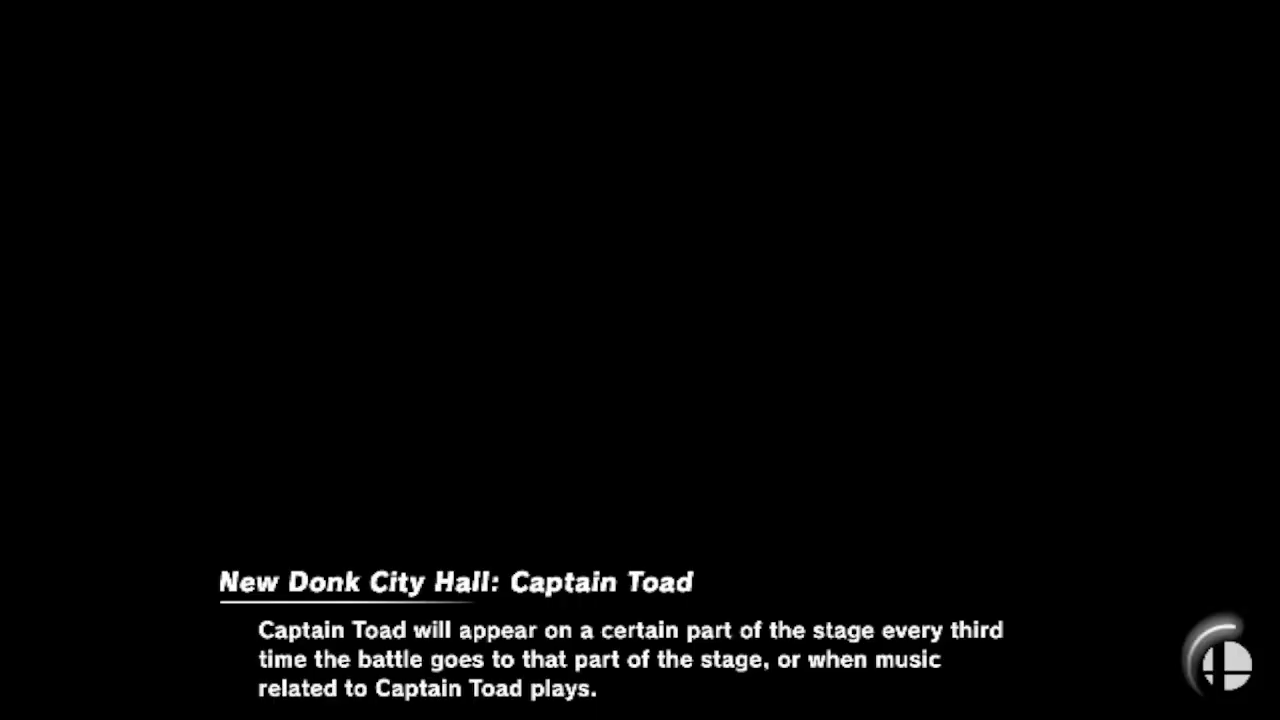 New Donk City Hall: Captain Toad
Captain Toad will appear on a certain part of the stage every third
time the battle goes to that part of the stage, or when music
related to Captain Toad plays.